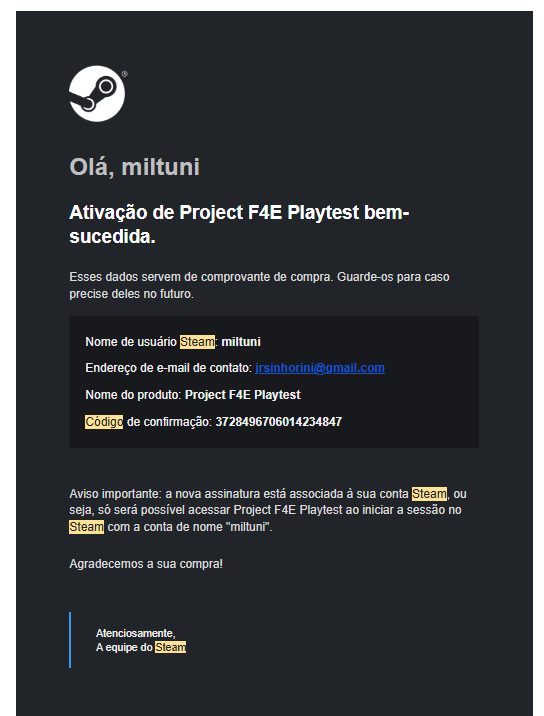 ®
Olá, miltuni
Ativação de Project F4E Playtest bem-
sucedida.
Esses dados servem de comprovante de compra. Guarde-os para caso
precise deles no futuro.
Nome de usuário Steam: miltuni
Endereço de e-mail de contato: jrsinhorini@gmail.com
Nome do produto: Project F4E Playtest
Código de confirmação: 3728496706014234847
Aviso importante: a nova assinatura está associada à sua conta Steam, ou
seja, só será possível acessar Project F4E Playtest ao iniciar a sessão no
Steam com a conta de nome "miltuni".
Agradecemos a sua compra!
Atenciosamente,
A equipe do Steam